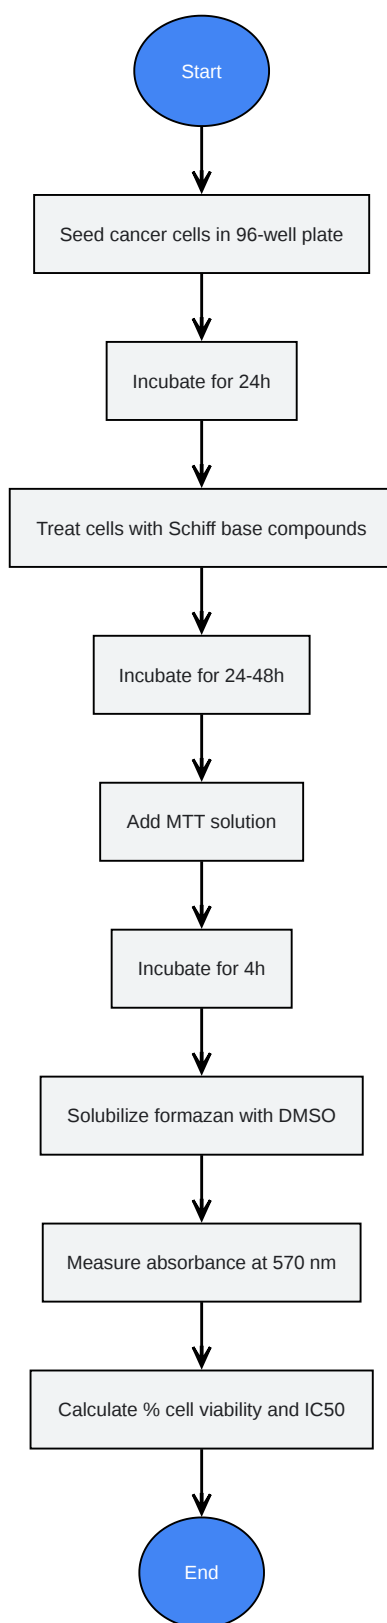 Start
Seed cancer cells in 96-well plate
Incubate for 24h
Treat cells with Schiff base compounds
Incubate for 24-48h
Add MTT solution
Incubate for 4h
Solubilize formazan with DMSO
Measure absorbance at 570 nm
Calculate % cell viability and IC50
End